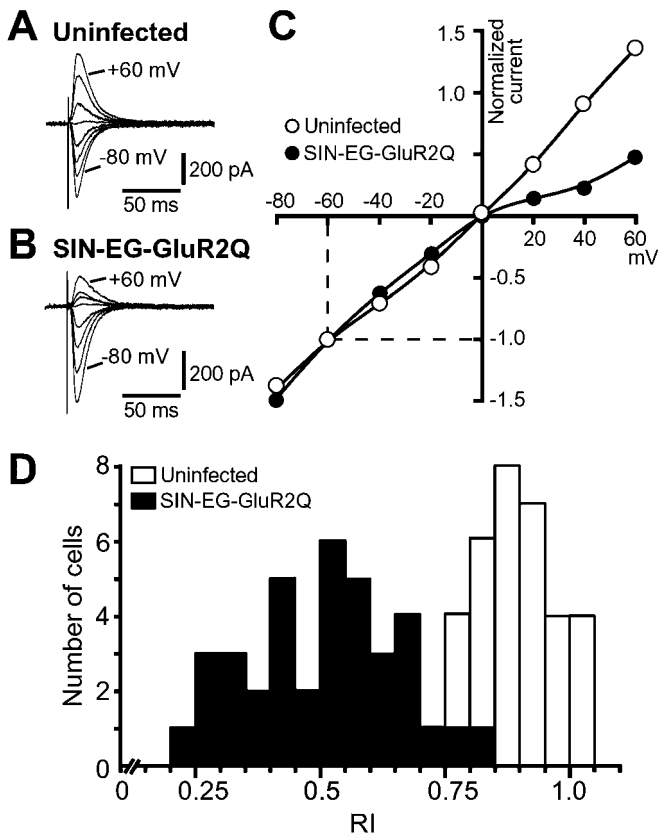 A Uninfected
+60 mV
-80 mV
200 pA
50 ms
B SIN-EG-GluR2Q
+60 mV
-80 mV
200 pA
50 ms
C
1.5
1.0
Normalized
current
Uninfected
SIN-EG-GluR2Q
-80 -60 -40 -20
20 40 60
mV
-0.5
-1.0
-1.5
D
Uninfected
SIN-EG-GluR2Q
Number of cells
8
6
4
2
0
0 0.25 0.5 0.75 1.0
RI